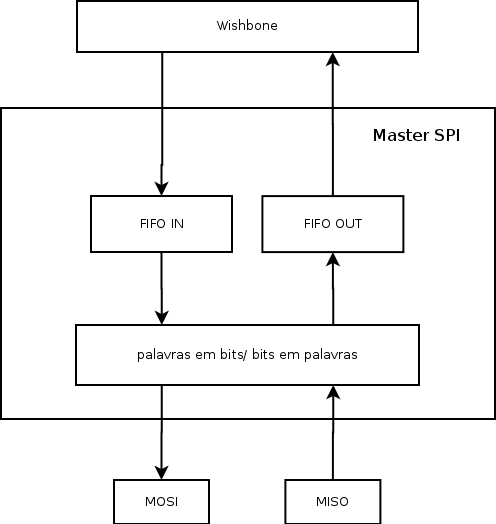 Wishbone
Master SPI
FIFO IN
FIFO OUT
palavras em bits/ bits em palavras
MOSI
MISO